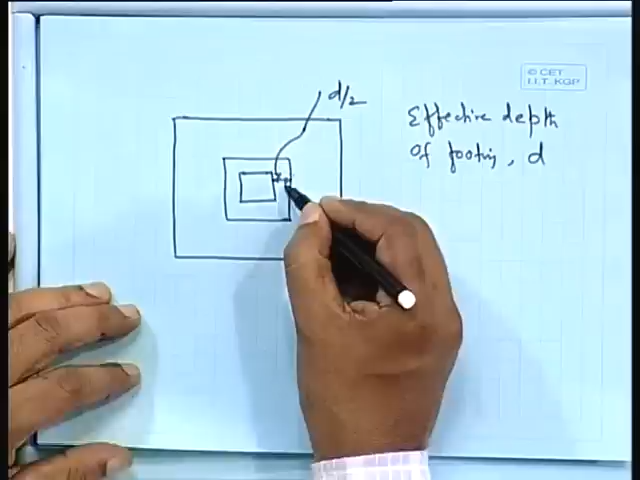 © CET
I.I.T. KGP
d/2
Effective depth
of footing, d